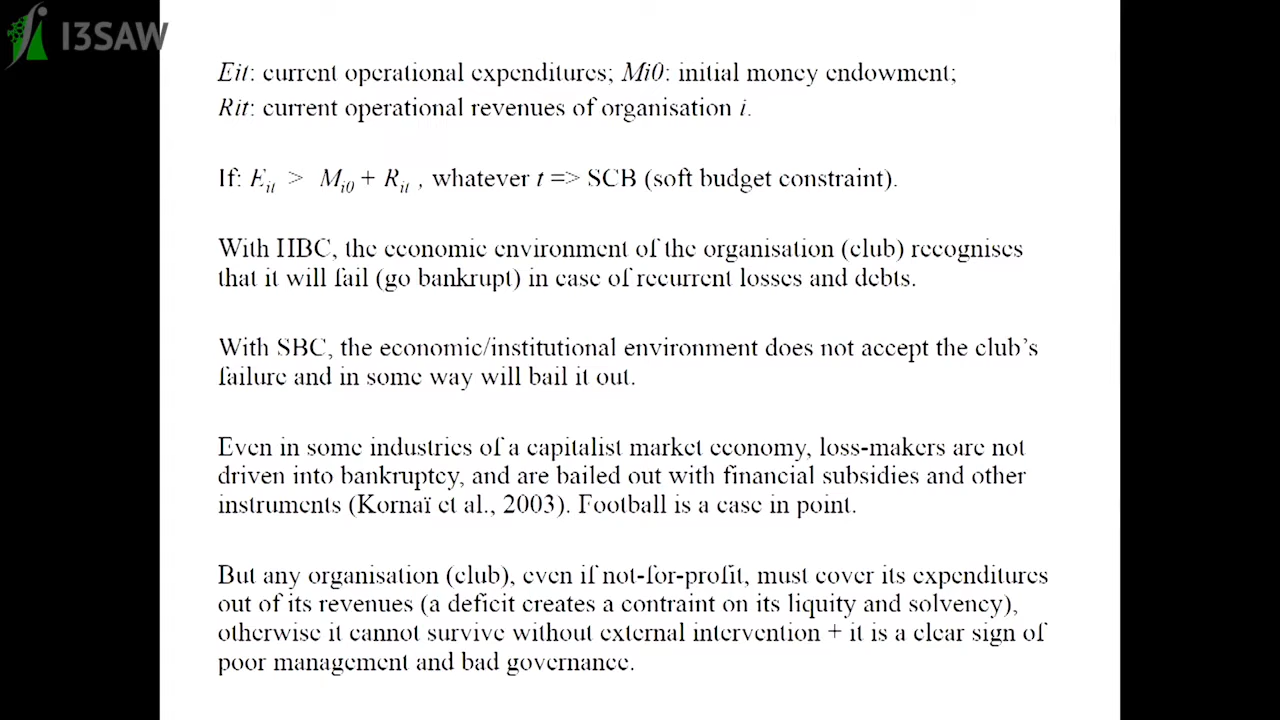 I3SAW
Eit: current operational expenditures; Mi0: initial money endowment;
Rit: current operational revenues of organisation i.
If: Eit > Mi0 + Rit , whatever t => SCB (soft budget constraint).
With HBC, the economic environment of the organisation (club) recognises
that it will fail (go bankrupt) in case of recurrent losses and debts.
With SBC, the economic/institutional environment does not accept the club's
failure and in some way will bail it out.
Even in some industries of a capitalist market economy, loss-makers are not
driven into bankruptcy, and are bailed out with financial subsidies and other
instruments (Kornaï et al., 2003). Football is a case in point.
But any organisation (club), even if not-for-profit, must cover its expenditures
out of its revenues (a deficit creates a contraint on its liquity and solvency),
otherwise it cannot survive without external intervention + it is a clear sign of
poor management and bad governance.